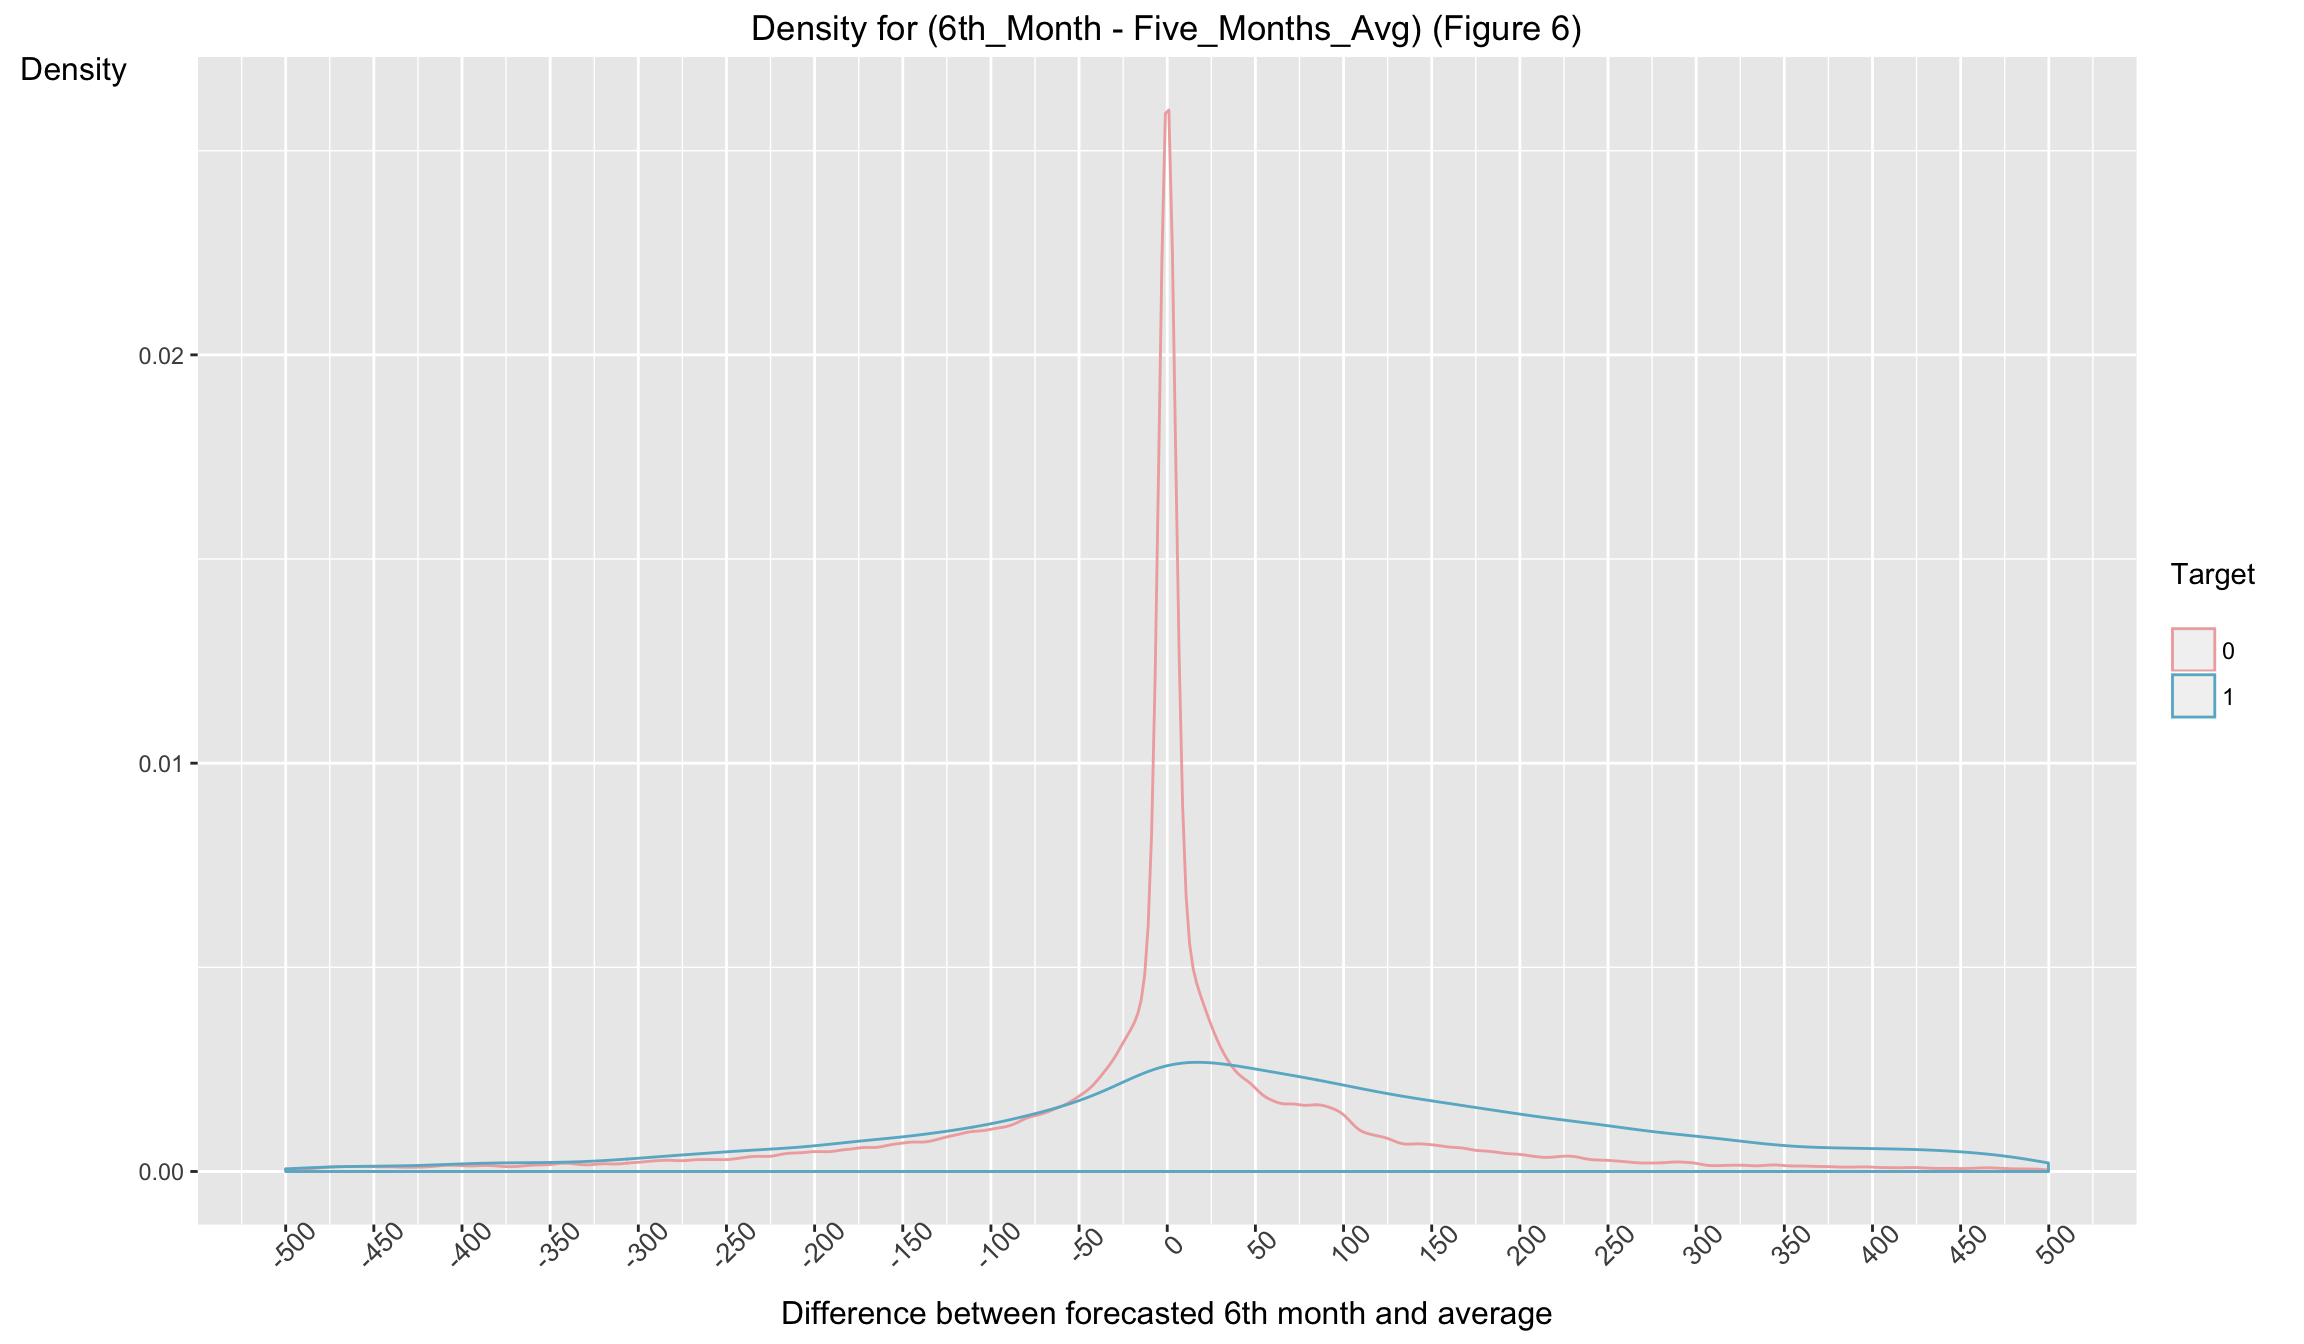 Density for (6th_Month - Five_Months_Avg) (Figure 6)
Density
0.02
0.01
0.00
-500 -450 -400 -350 -300 -250 -200 -150 -100 -50 0 50 100 150 200 250 300 350 400 450 500
Difference between forecasted 6th month and average
Target
0
1